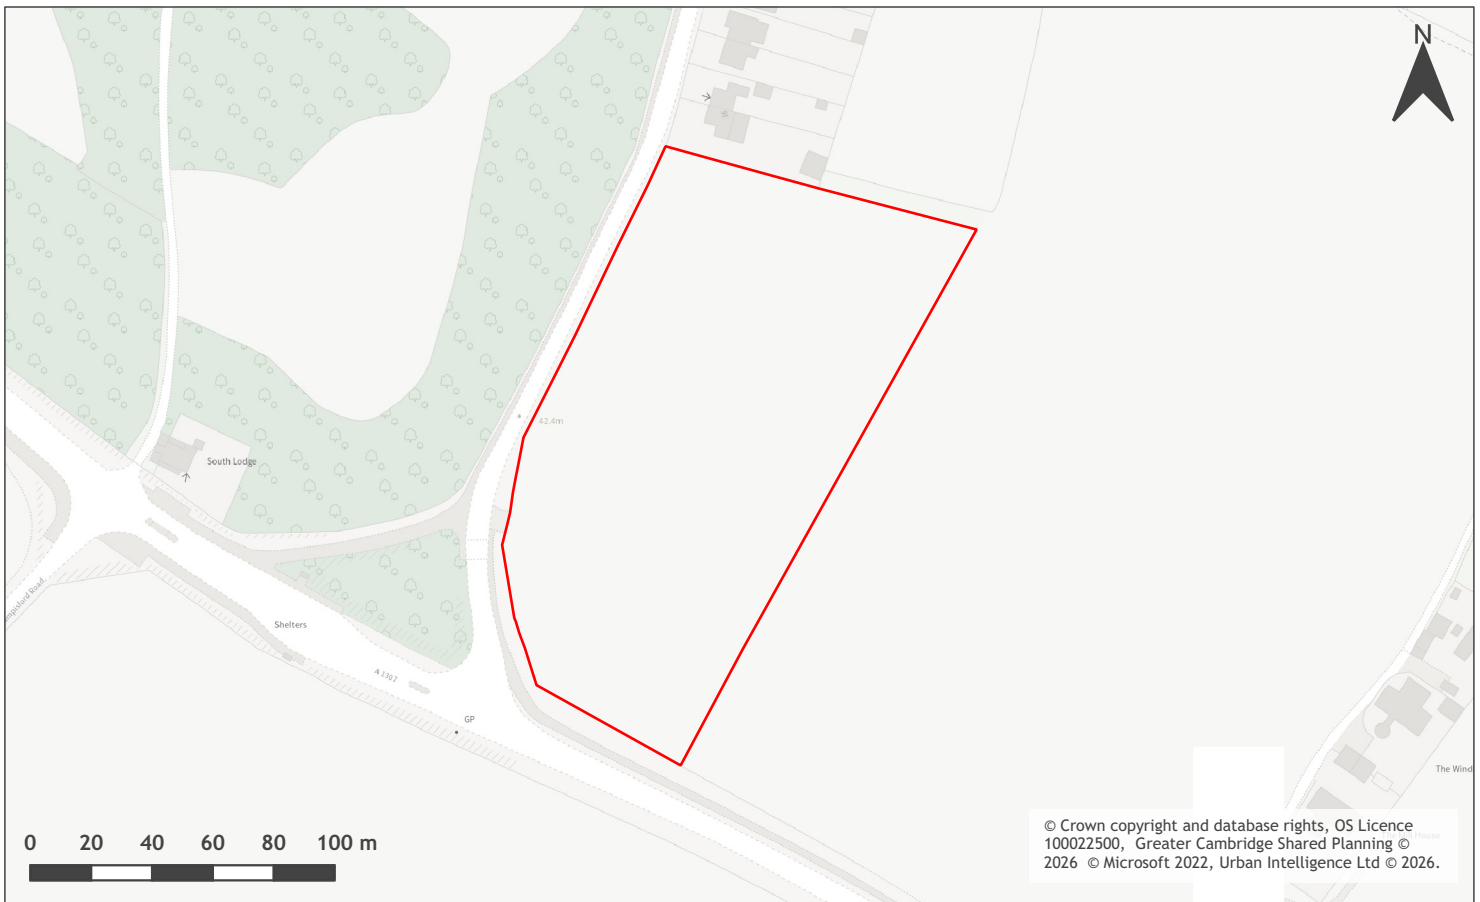 N
42.4m
South Lodge
Shelters
A 1307
GP
The Wind
0 20 40 60 80 100 m
© Crown copyright and database rights, OS Licence
100022500, Greater Cambridge Shared Planning ©
2026 © Microsoft 2022, Urban Intelligence Ltd © 2026.